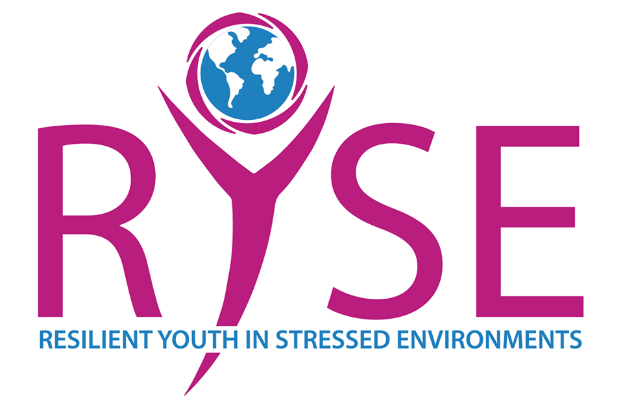 RYSE
RESILIENT YOUTH IN STRESSED ENVIRONMENTS